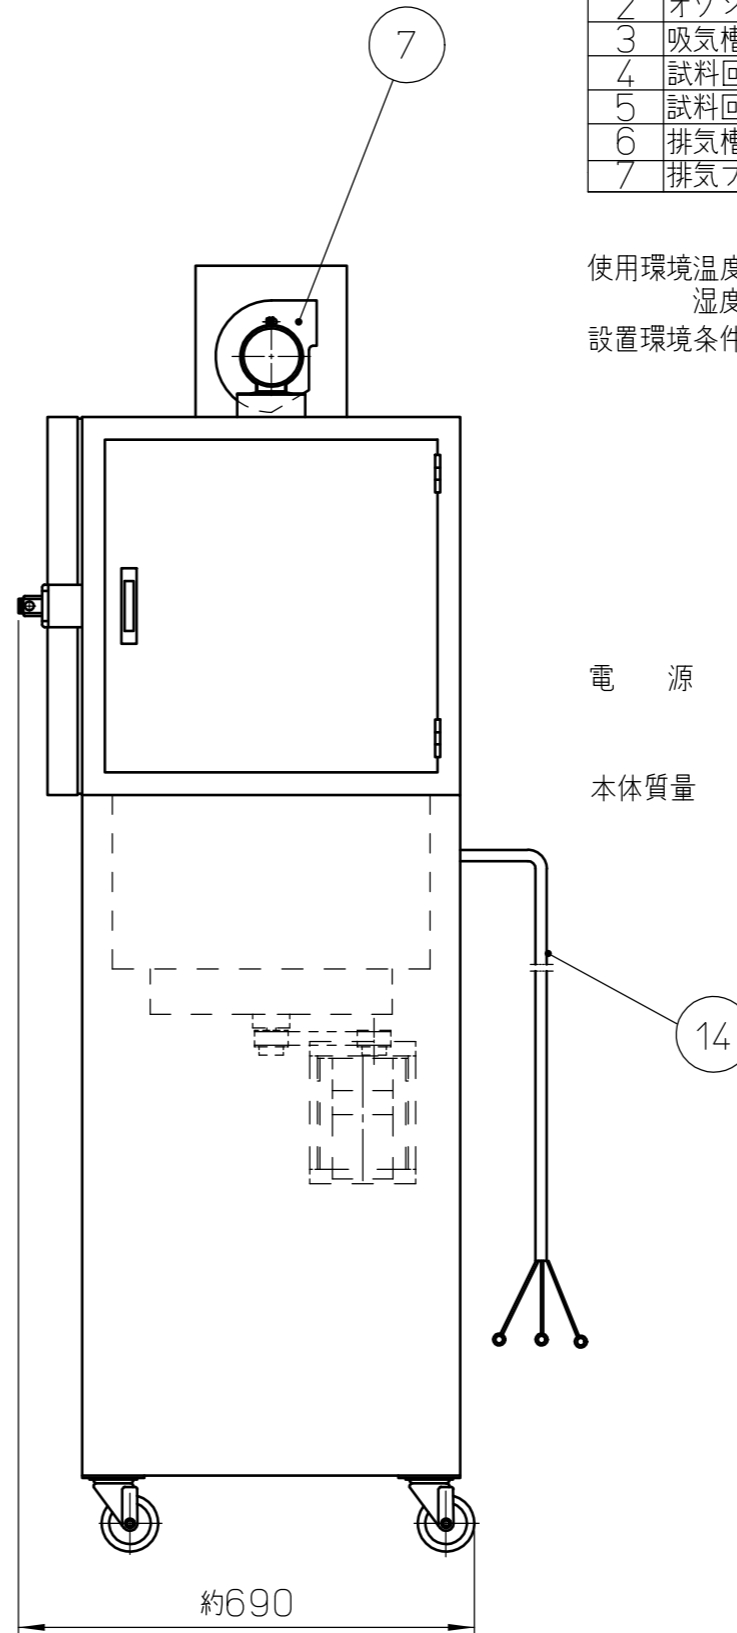 7
2 オゾン
3 吸気槽
4 試料回
5 試料回
6 排気槽
7 排気フ
使用環境温度
湿度
設置環境条件
電 源
本体質量
14
約690